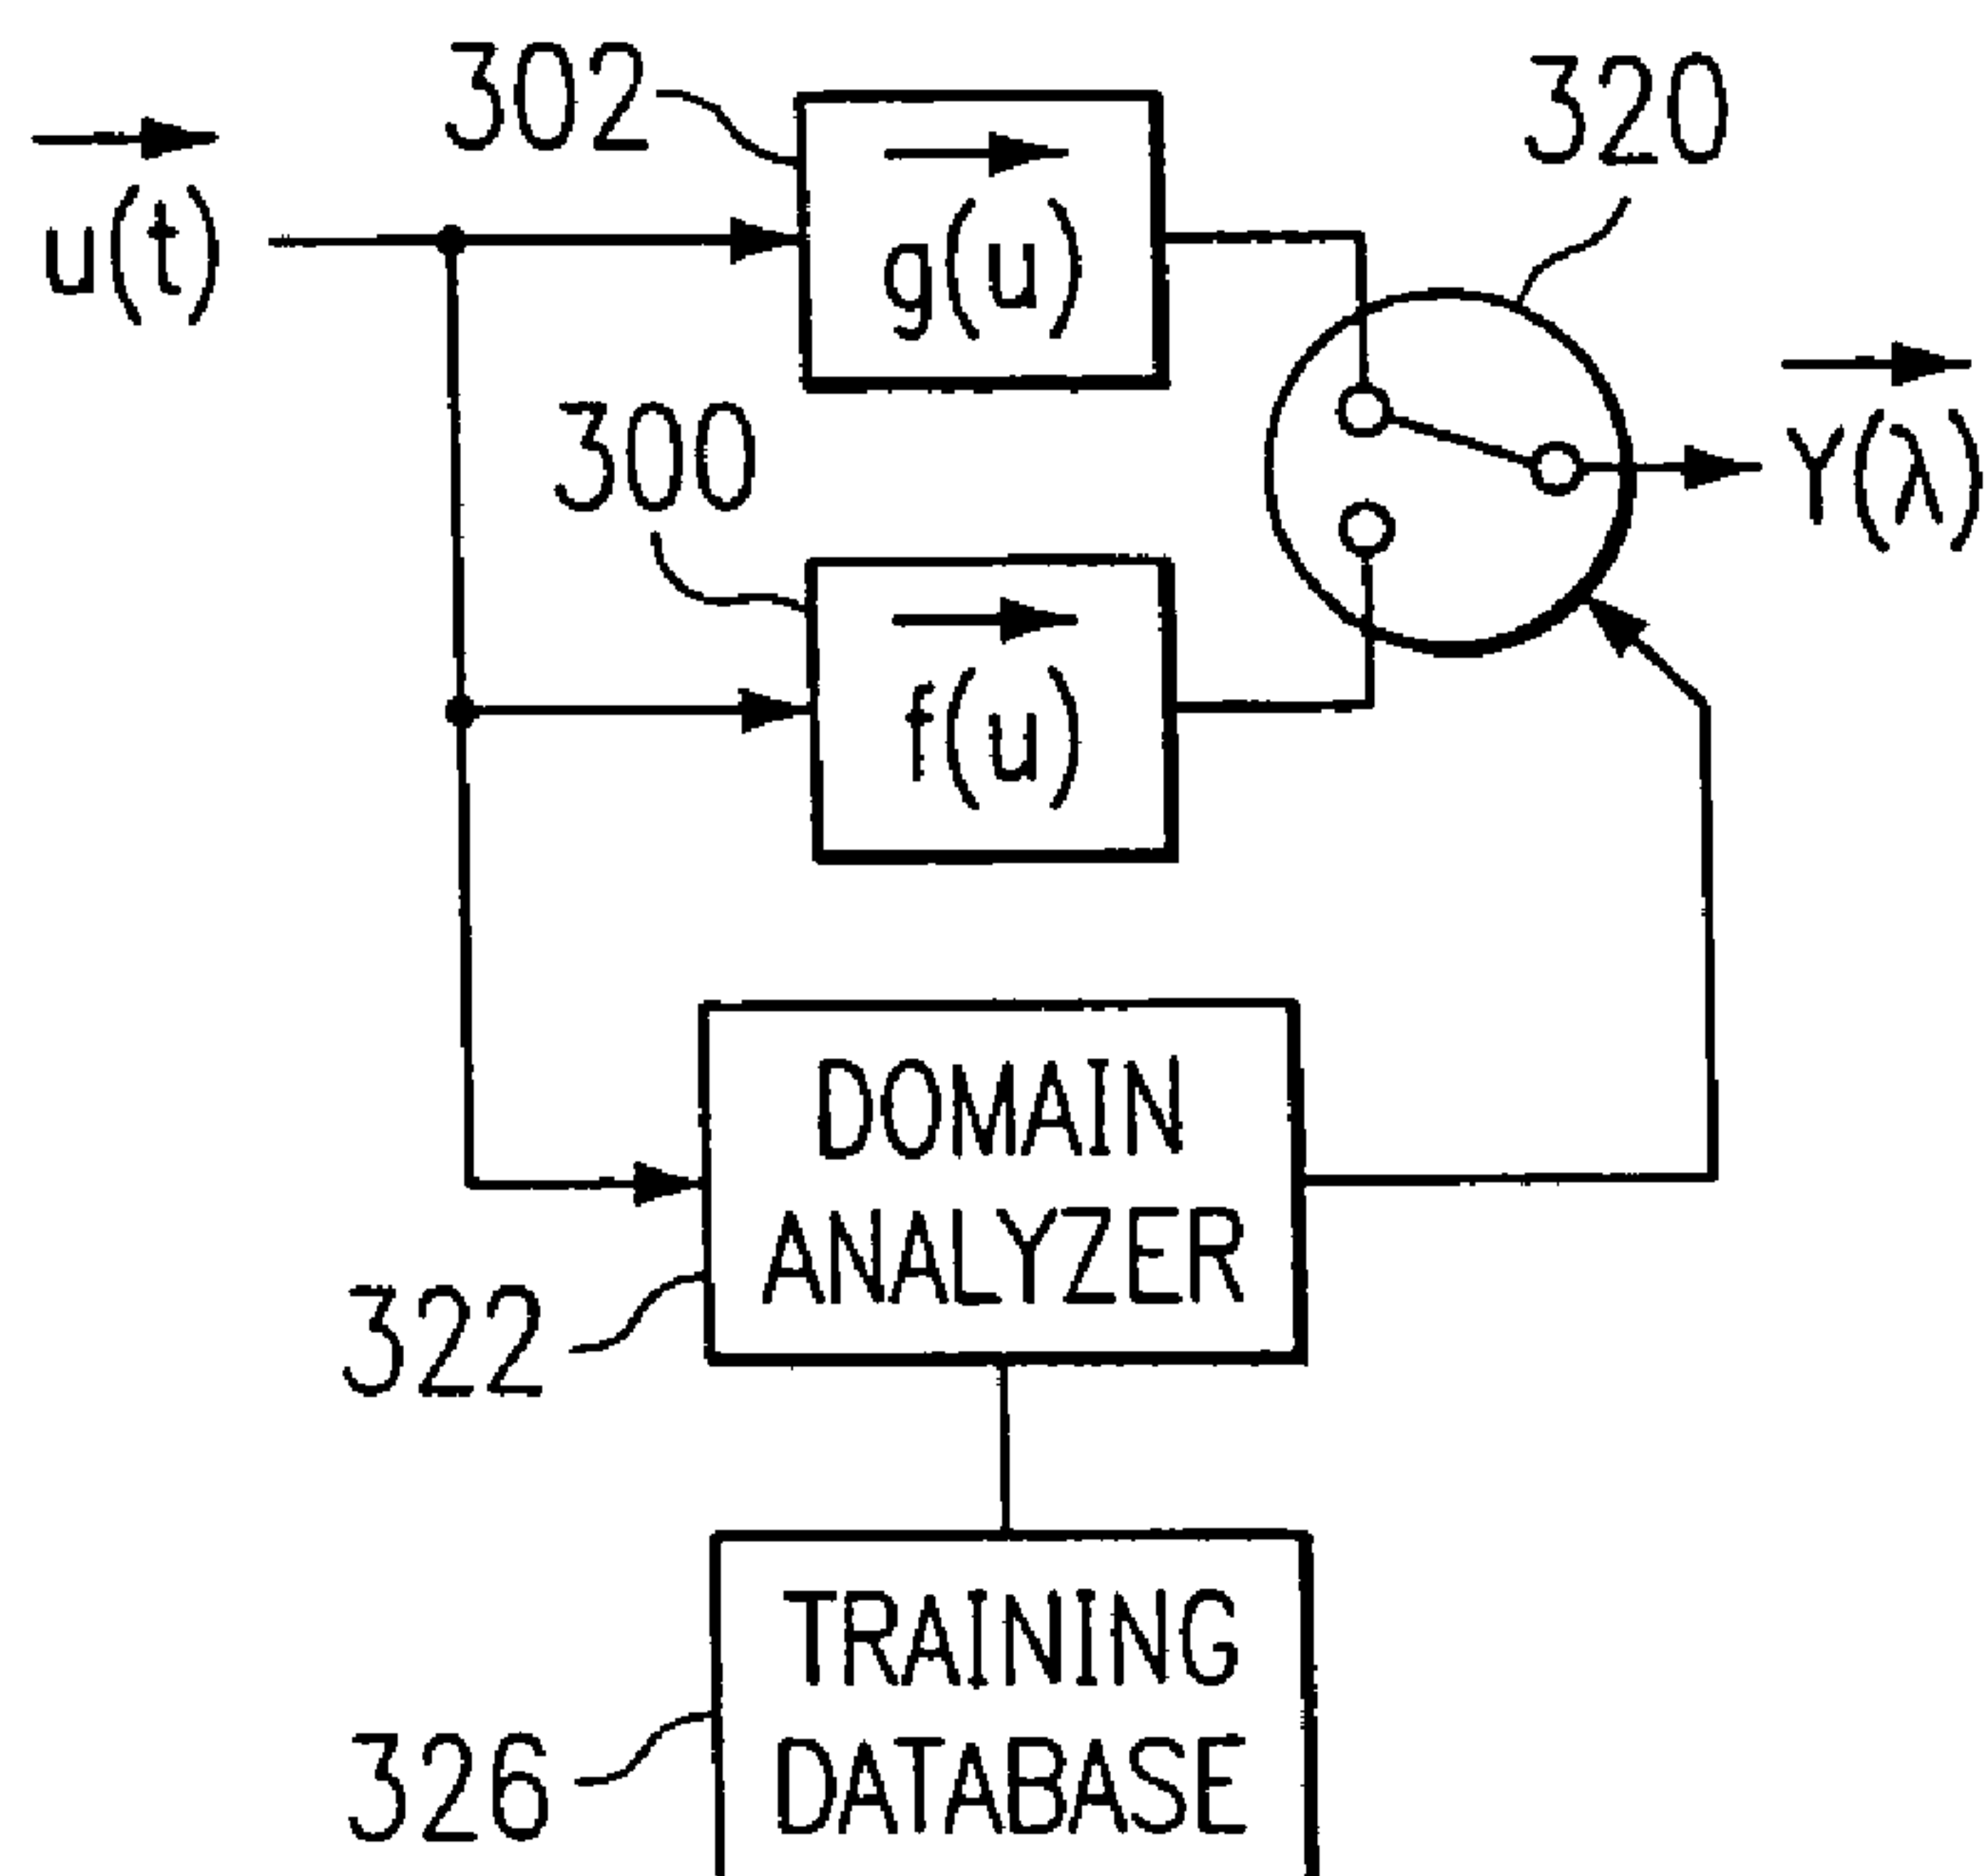 302
320
u(t)
g(u)
300
Y(λ)
f(u)
DOMAIN
ANALYZER
322
TRAINING
DATABASE
326